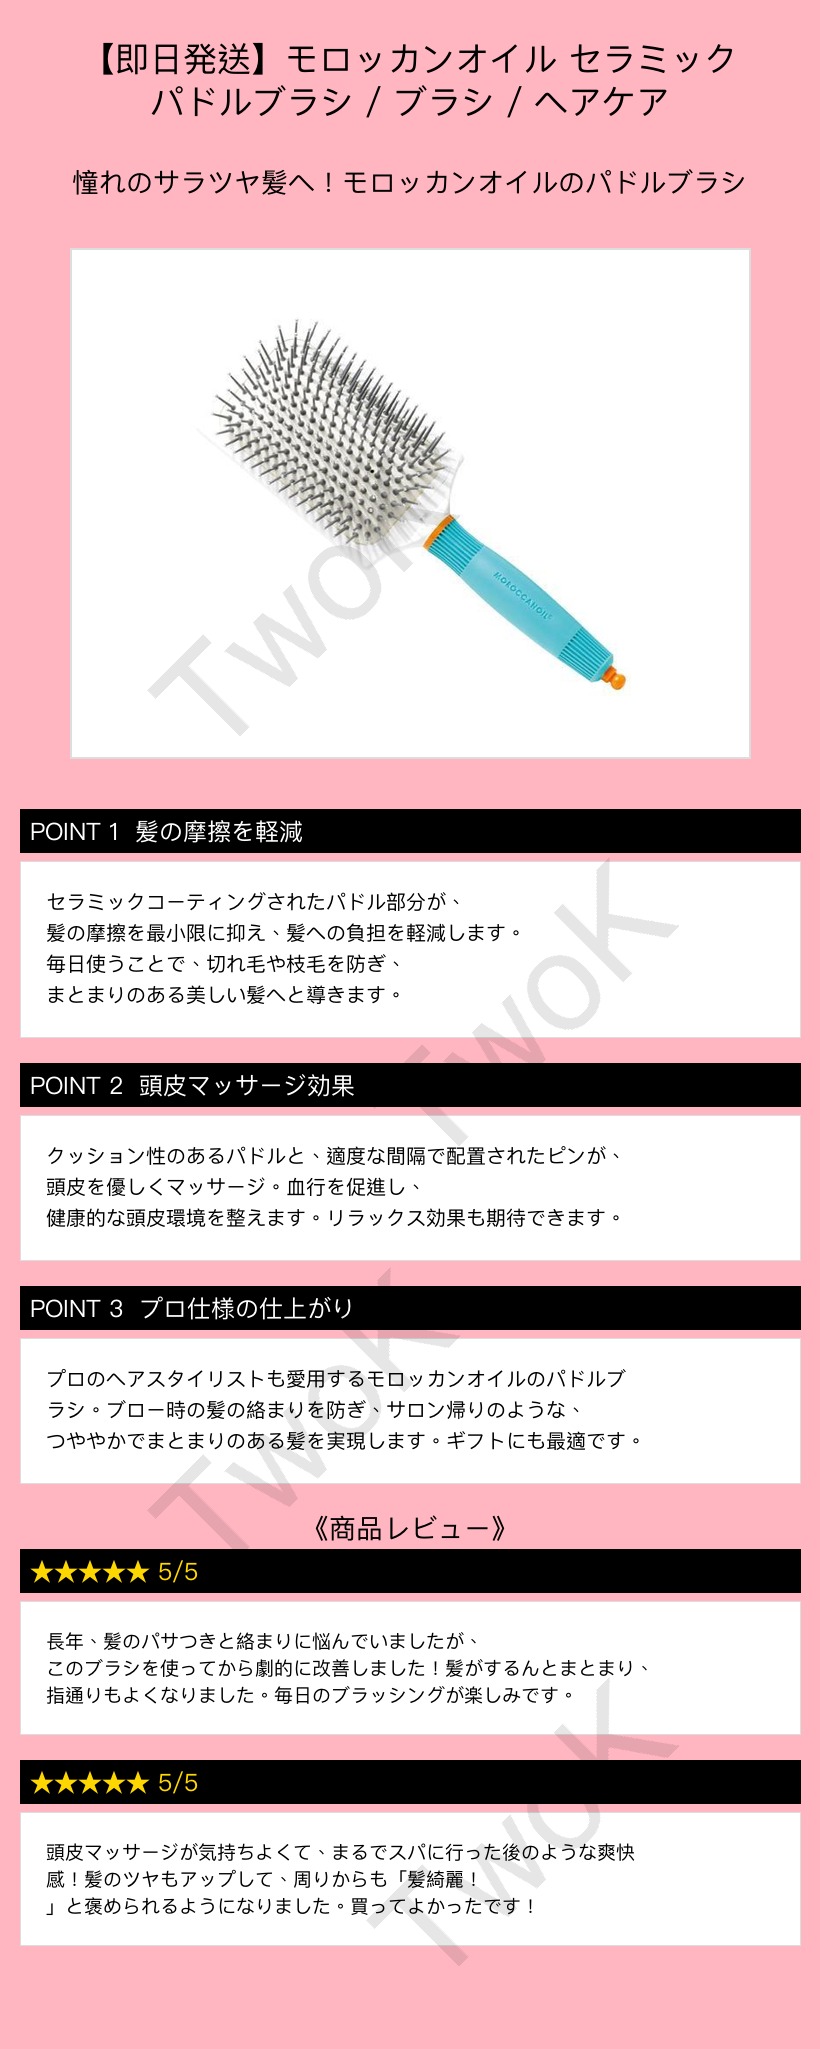 【即日発送】モロッカンオイル セラミック
パドルブラシ / ブラシ / ヘアケア
憧れのサラツヤ髪へ！モロッカンオイルのパドルブラシ
MOROCCANOIL
TwoK
POINT 1 髪の摩擦を軽減
セラミックコーティングされたパドル部分が、
髪の摩擦を最小限に抑え、髪への負担を軽減します。
毎日使うことで、切れ毛や枝毛を防ぎ、
まとまりのある美しい髪へと導きます。
TwoK
POINT 2 頭皮マッサージ効果
クッション性のあるパドルと、適度な間隔で配置されたピンが、
頭皮を優しくマッサージ。血行を促進し、
健康的な頭皮環境を整えます。リラックス効果も期待できます。
POINT 3 プロ仕様の仕上がり
プロのヘアスタイリストも愛用するモロッカンオイルのパドルブ
ラシ。ブロー時の髪の絡まりを防ぎ、サロン帰りのような、
つややかでまとまりのある髪を実現します。ギフトにも最適です。
TwoK
《商品レビュー》
★★★★★ 5/5
長年、髪のパサつきと絡まりに悩んでいましたが、
このブラシを使ってから劇的に改善しました！髪がするんとまとまり、
指通りもよくなりました。毎日のブラッシングが楽しみです。
★★★★★ 5/5
頭皮マッサージが気持ちよくて、まるでスパに行った後のような爽快
感！髪のツヤもアップして、周りからも「髪綺麗！
」と褒められるようになりました。買ってよかったです！
TwoK